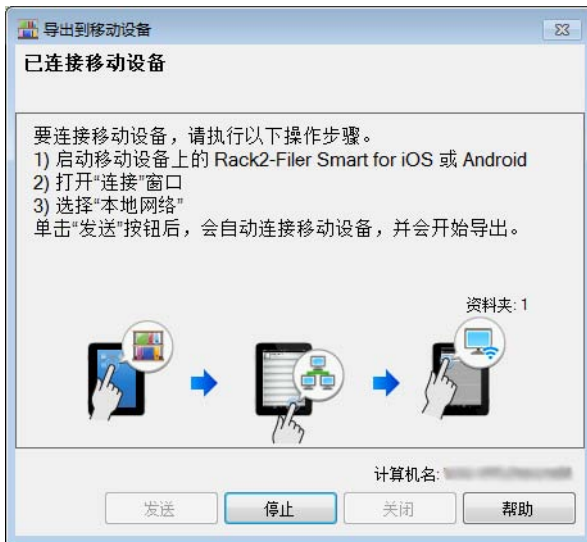 导出到移动设备
已连接移动设备
要连接移动设备，请执行以下操作步骤。
1) 启动移动设备上的 Rack2-Filer Smart for iOS 或 Android
2) 打开“连接”窗口
3) 选择“本地网络”
单击“发送”按钮后，会自动连接移动设备，并会开始导出。
资料夹: 1
计算机名:
发送 停止 关闭 帮助